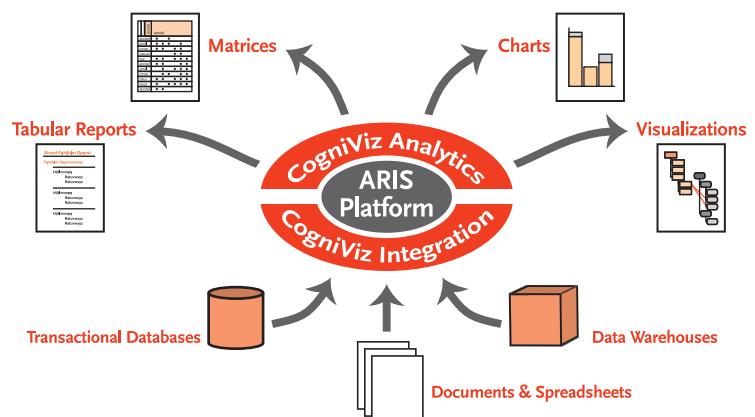 Matrices
Charts
Tabular Reports
Visualizations
CogniViz Analytics
ARIS
Platform
CogniViz Integration
Transactional Databases
Data Warehouses
Documents & Spreadsheets